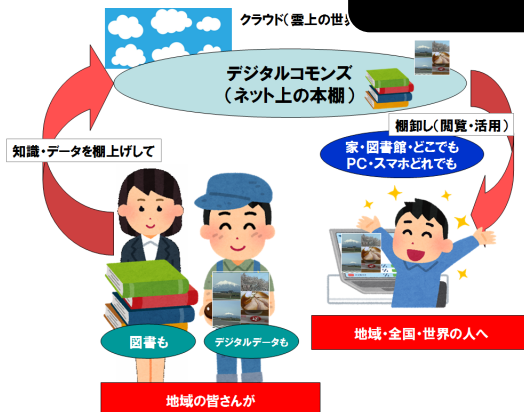 クラウド（雲上の世
デジタルコモンズ
（ネット上の本棚）
棚卸し（閲覧・活用）
知識・データを棚上げして
家・図書館・どこでも
PC・スマホどれでも
図書も
デジタルデータも
地域・全国・世界の人へ
地域の皆さんが